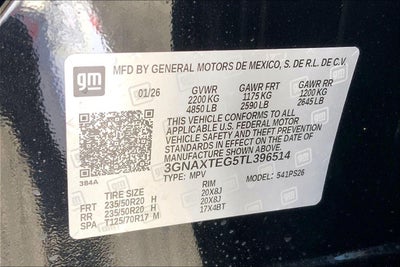 gm
MFD BY GENERAL MOTORS DE MEXICO, S. DE R.L. DE C.V.
01/26 GVWR GAWR FRT GAWR RR
2200 KG 1175 KG 1200 KG
4850 LB 2590 LB 2645 LB
THIS VEHICLE CONFORMS TO ALL
APPLICABLE U.S. FEDERAL MOTOR
VEHICLE SAFETY AND THEFT
PREVENTION STANDARDS IN EFFECT
ON THE DATE OF MANUFACTURE
SHOWN ABOVE.
3GNAXTEG5TL396514
384A TYPE: MPV MODEL: 541PS26
TIRE SIZE RIM
FRT 235/50R20 H 20X8J
RR 235/50R20 H 20X8J
SPA T125/70R17 M 17X4BT